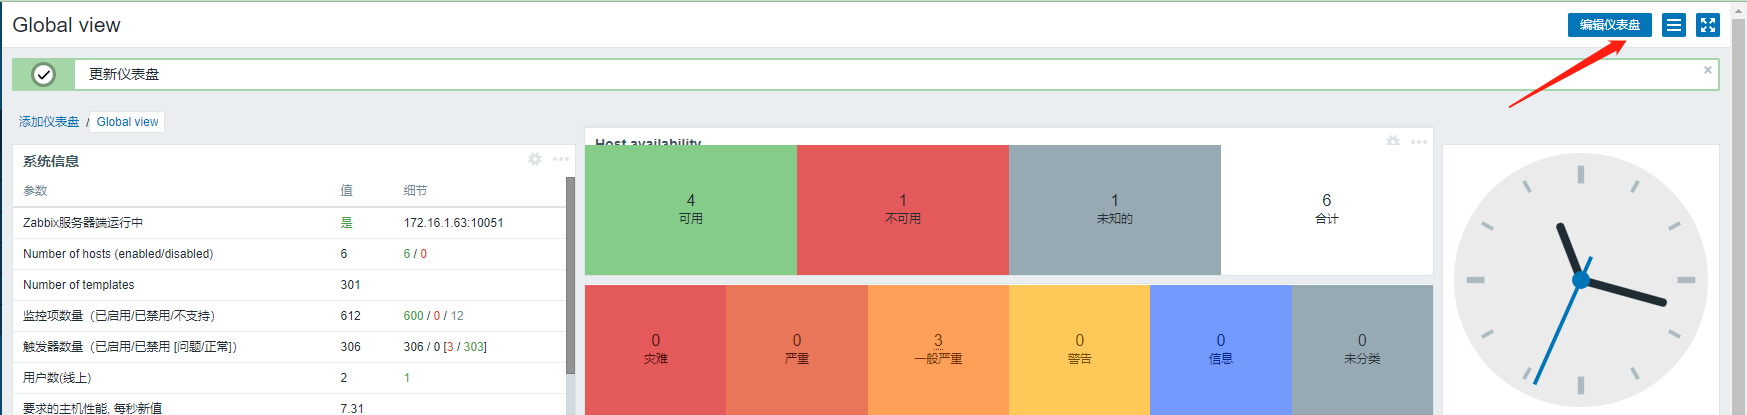 Global view
编辑仪表盘
更新仪表盘
添加仪表盘 / Global view
系统信息
参数 值 细节
Zabbix服务器端运行中 是 172.16.1.63:10051
Number of hosts (enabled/disabled) 6 6 / 0
Number of templates 301
监控项数量（已启用/已禁用/不支持） 612 600 / 0 / 12
触发器数量（已启用/已禁用 [问题/正常]） 306 306 / 0 [3 / 303]
用户数(线上) 2 1
要求的主机性能, 每秒新值 7.31
Host availability
4 1 1 6
可用 不可用 未知的 合计
0 0 3 0 0 0
灾难 严重 一般严重 警告 信息 未分类